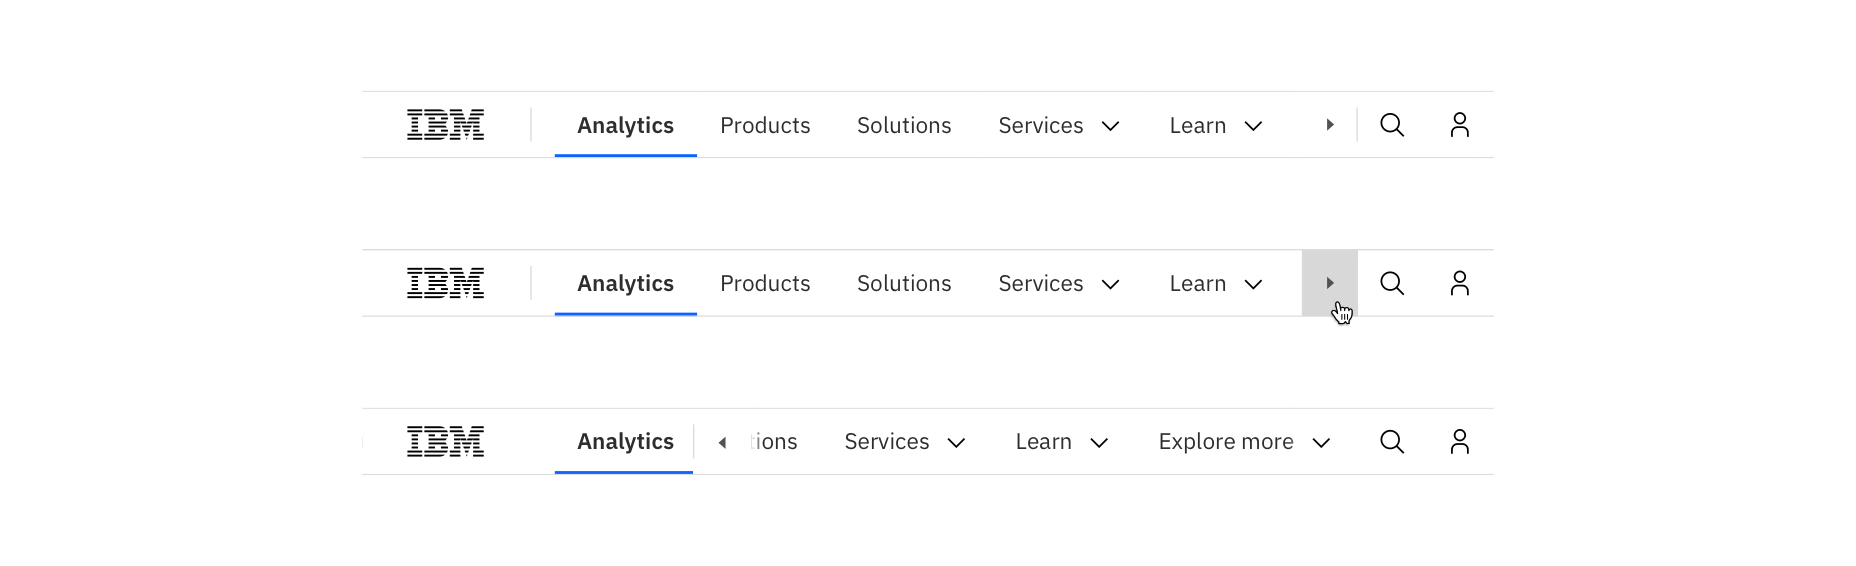 IBM Analytics Products Solutions Services Learn
IBM Analytics Products Solutions Services Learn
IBM Analytics tions Services Learn Explore more